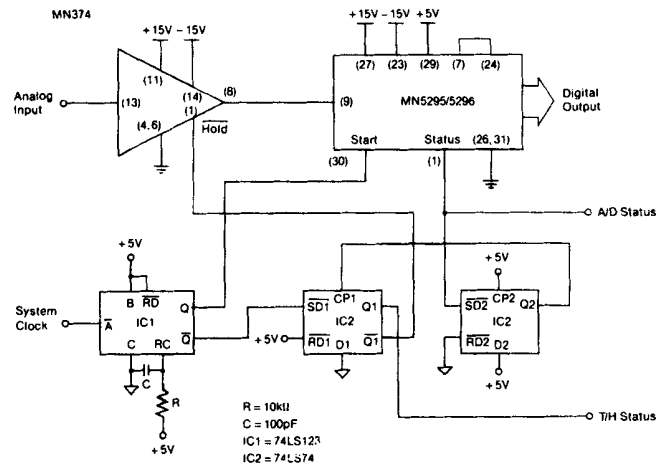 MN374
+15V –15V
+15V –15V +5V
(11)
(27) (23) (29) (7) (24)
Analog
Input
(13)
(14)
(8)
(1)
(9)
MN5295/5296
Digital
Output
(4,6)
Hold
Start
Status
(26, 31)
(30)
(1)
A/D Status
+5V
+5V
B RD
Q
System
Clock
A
IC1
Q
C RC
C
R
+5V
SD1
CP1
Q1
IC2
+5V
RD1
D1
Q1
SD2
CP2
Q2
IC2
RD2
D2
+5V
T/H Status
R = 10kΩ
C = 100pF
IC1 = 74LS123
IC2 = 74LS74